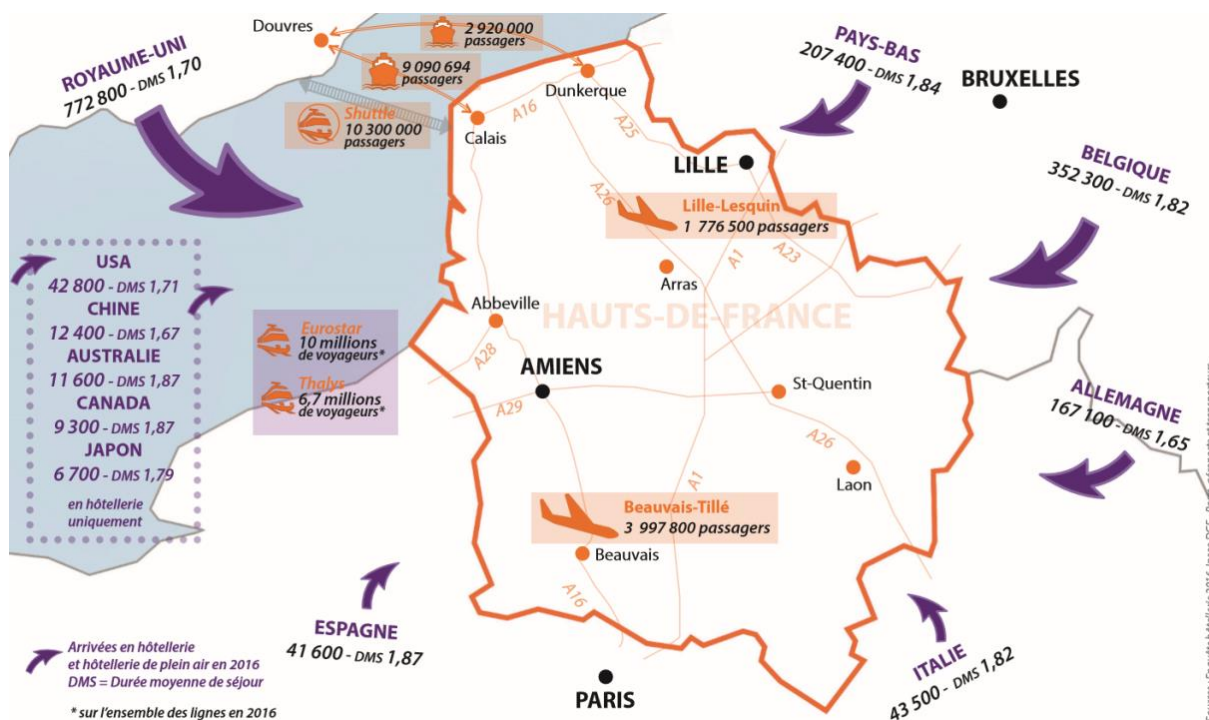 Douvres
2 920 000
passagers
9 090 694
passagers
Dunkerque
ROYAUME-UNI
772 800 - DMS 1,70
Shuttle
10 300 000
passagers
Calais
A16
A25
PAYS-BAS
207 400 - DMS 1,84
BRUXELLES
LILLE
BELGIQUE
352 300 - DMS 1,82
A26
Lille-Lesquin
1 776 500 passagers
A1
A23
Arras
USA
42 800 - DMS 1,71
CHINE
12 400 - DMS 1,67
AUSTRALIE
11 600 - DMS 1,87
CANADA
9 300 - DMS 1,87
JAPON
6 700 - DMS 1,79
en hôtellerie
uniquement
Abbeville
HAUTS-DE-FRANCE
Eurostar
10 millions
de voyageurs*
Thalys
6,7 millions
de voyageurs*
A28
AMIENS
A29
St-Quentin
A26
ALLEMAGNE
167 100 - DMS 1,65
Laon
A1
Beauvais-Tillé
3 997 800 passagers
Beauvais
A16
ESPAGNE
41 600 - DMS 1,87
ITALIE
43 500 - DMS 1,82
PARIS
Arrivées en hôtellerie
et hôtellerie de plein air en 2016
DMS = Durée moyenne de séjour
* sur l'ensemble des lignes en 2016